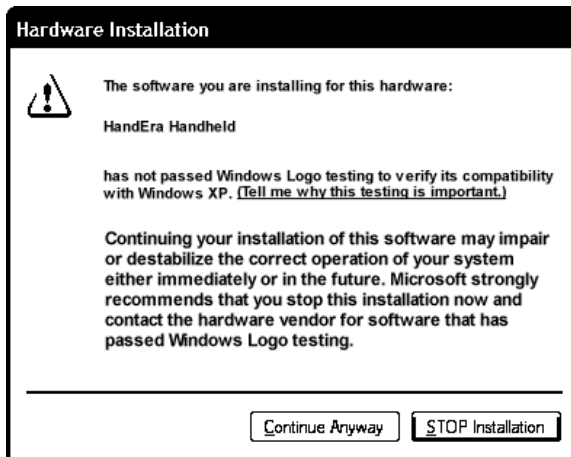 Hardware Installation
The software you are installing for this hardware:
HandEra Handheld
has not passed Windows Logo testing to verify its compatibility
with Windows XP. (Tell me why this testing is important.)
Continuing your installation of this software may impair
or destabilize the correct operation of your system
either immediately or in the future. Microsoft strongly
recommends that you stop this installation now and
contact the hardware vendor for software that has
passed Windows Logo testing.
Continue Anyway
STOP Installation